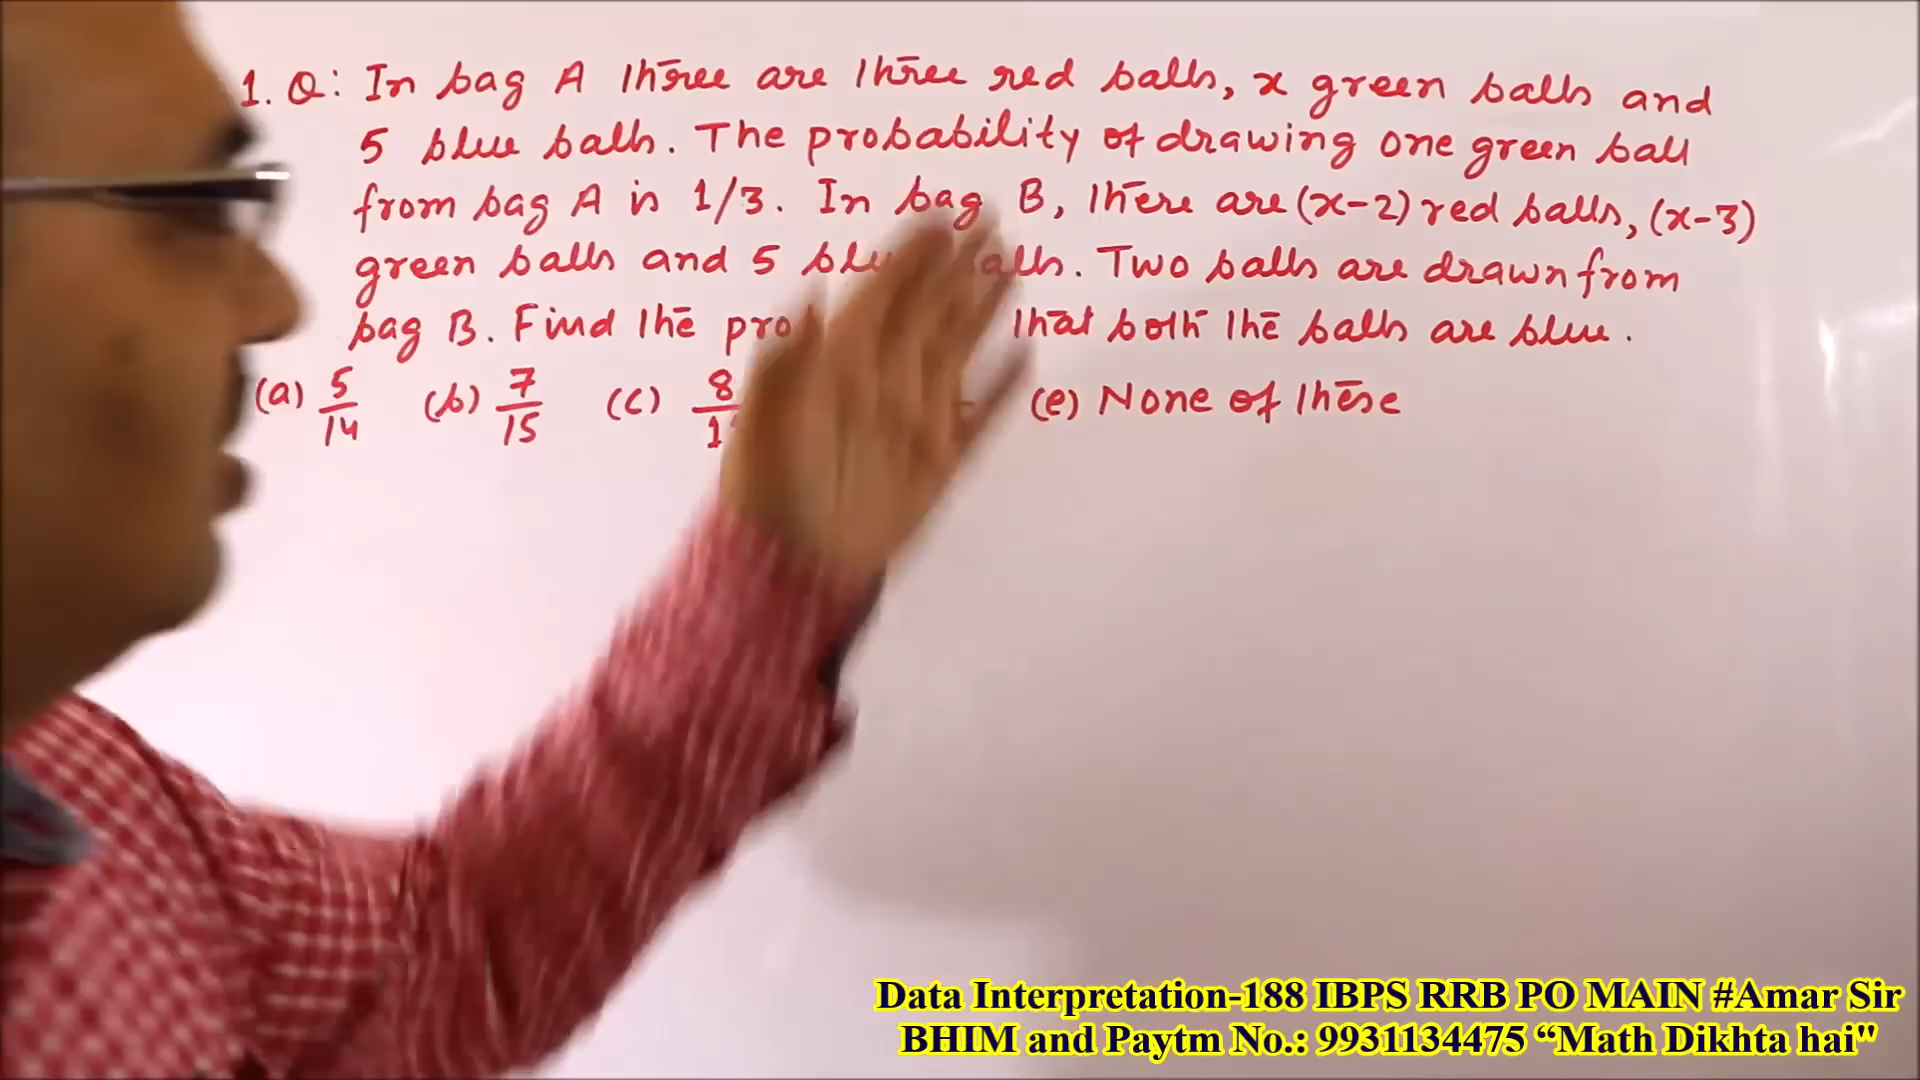 1. Q: In bag A there are three red balls, x green balls and
5 blue balls. The probability of drawing one green ball
from bag A is 1/3. In bag B, there are (x-2) red balls, (x-3)
green balls and 5 blue balls. Two balls are drawn from
bag B. Find the that both the balls are blue.
(a) 5/14 (b) 7/15 (c) (e) None of these
Data Interpretation-188 IBPS RRB PO MAIN #Amar Sir
BHIM and Paytm No.: 9931134475 “Math Dikhta hai"